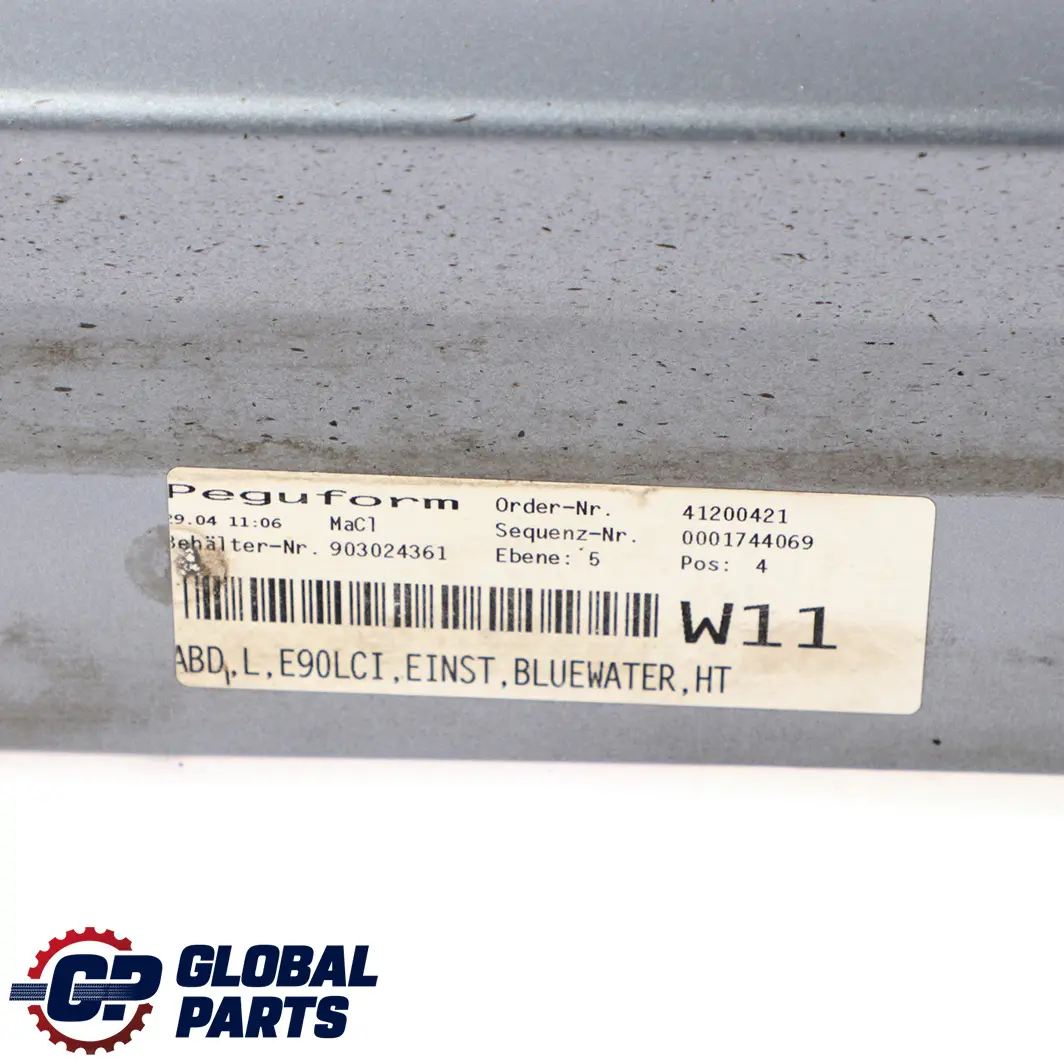 Peguform Order-Nr. 41200421
29.04 11:06 MaCl Sequenz-Nr. 0001744069
Behälter-Nr. 903024361 Ebene: 5 Pos: 4
W11
ABD,L,E90LCI,EINST,BLUEWATER,HT
GP GLOBAL
PARTS